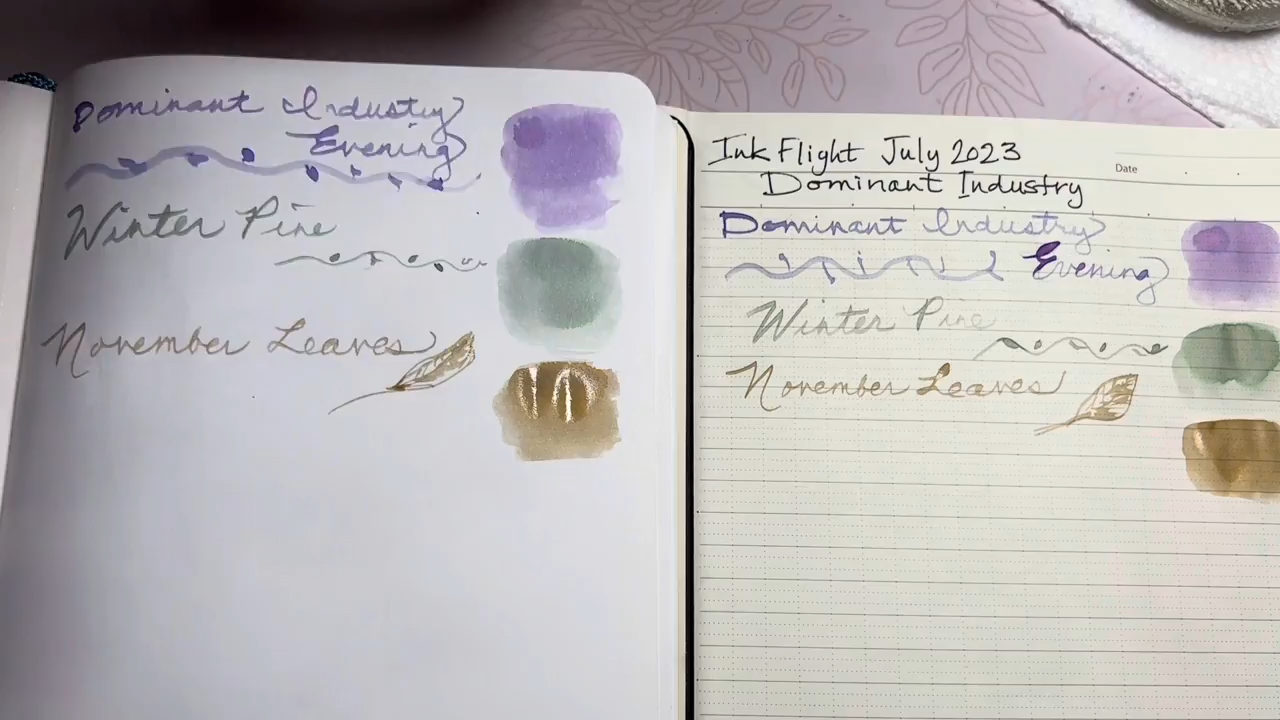 Dominant Industry
Evening
Winter Pine
November Leaves
Ink Flight July 2023
Date
Dominant Industry
Dominant Industry
Evening
Winter Pine
November Leaves